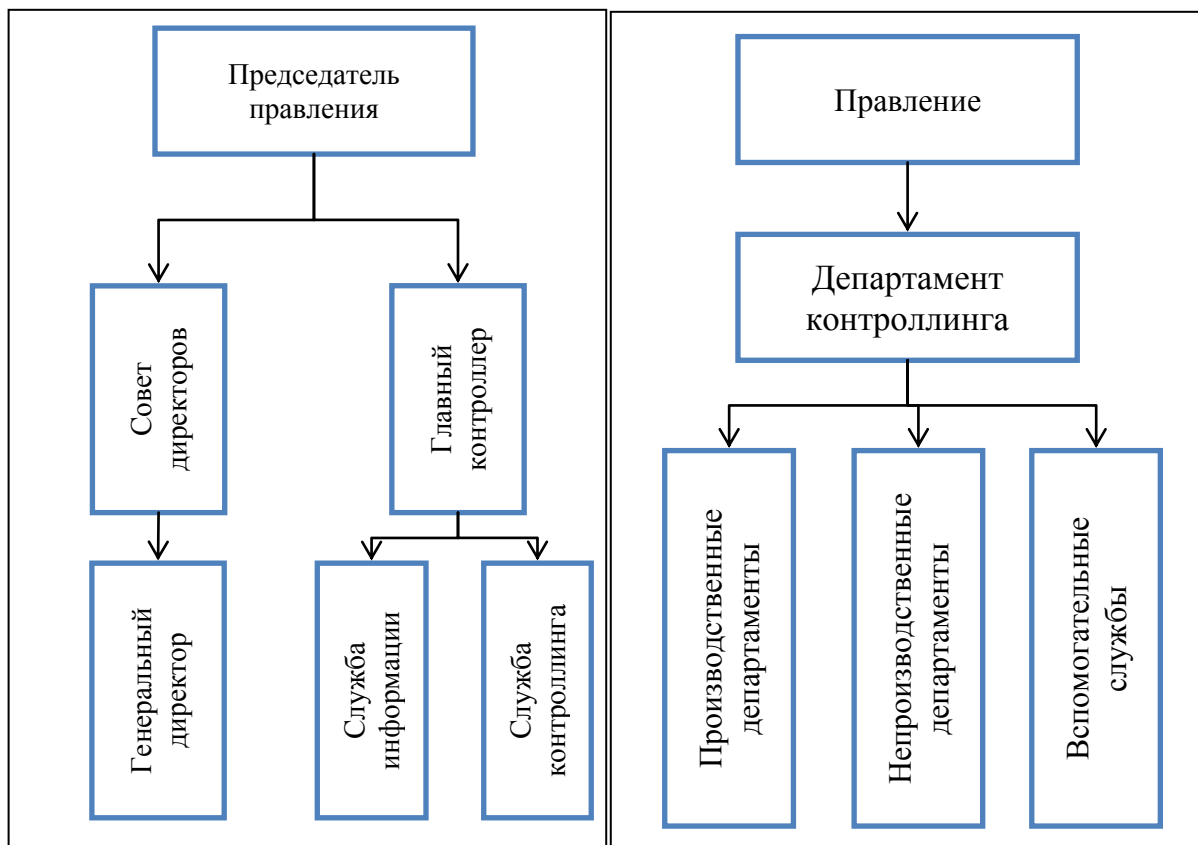 Председатель
правления
Совет
директоров
Главный
контроллер
Генеральный
директор
Служба
информации
Служба
контроллинга
Правление
Департамент
контроллинга
Производственные
департаменты
Непроизводственные
департаменты
Вспомогательные
службы